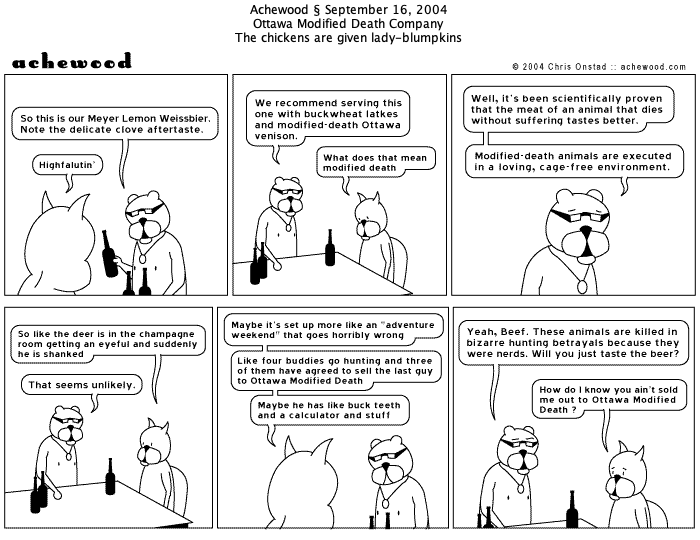 Achewood § September 16, 2004
Ottawa Modified Death Company
The chickens are given lady-blumpkins
achewood
© 2004 Chris Onstad :: achewood.com
So this is our Meyer Lemon Weissbier.
Note the delicate clove aftertaste.
Highfalutin'
We recommend serving this
one with buckwheat latkes
and modified-death Ottawa
venison.
What does that mean
modified death
Well, it's been scientifically proven
that the meat of an animal that dies
without suffering tastes better.
Modified-death animals are executed
in a loving, cage-free environment.
So like the deer is in the champagne
room getting an eyeful and suddenly
he is shanked
That seems unlikely.
Maybe it's set up more like an "adventure
weekend" that goes horribly wrong
Like four buddies go hunting and three
of them have agreed to sell the last guy
to Ottawa Modified Death
Maybe he has like buck teeth
and a calculator and stuff
Yeah, Beef. These animals are killed in
bizarre hunting betrayals because they
were nerds. Will you just taste the beer?
How do I know you ain't sold
me out to Ottawa Modified
Death ?